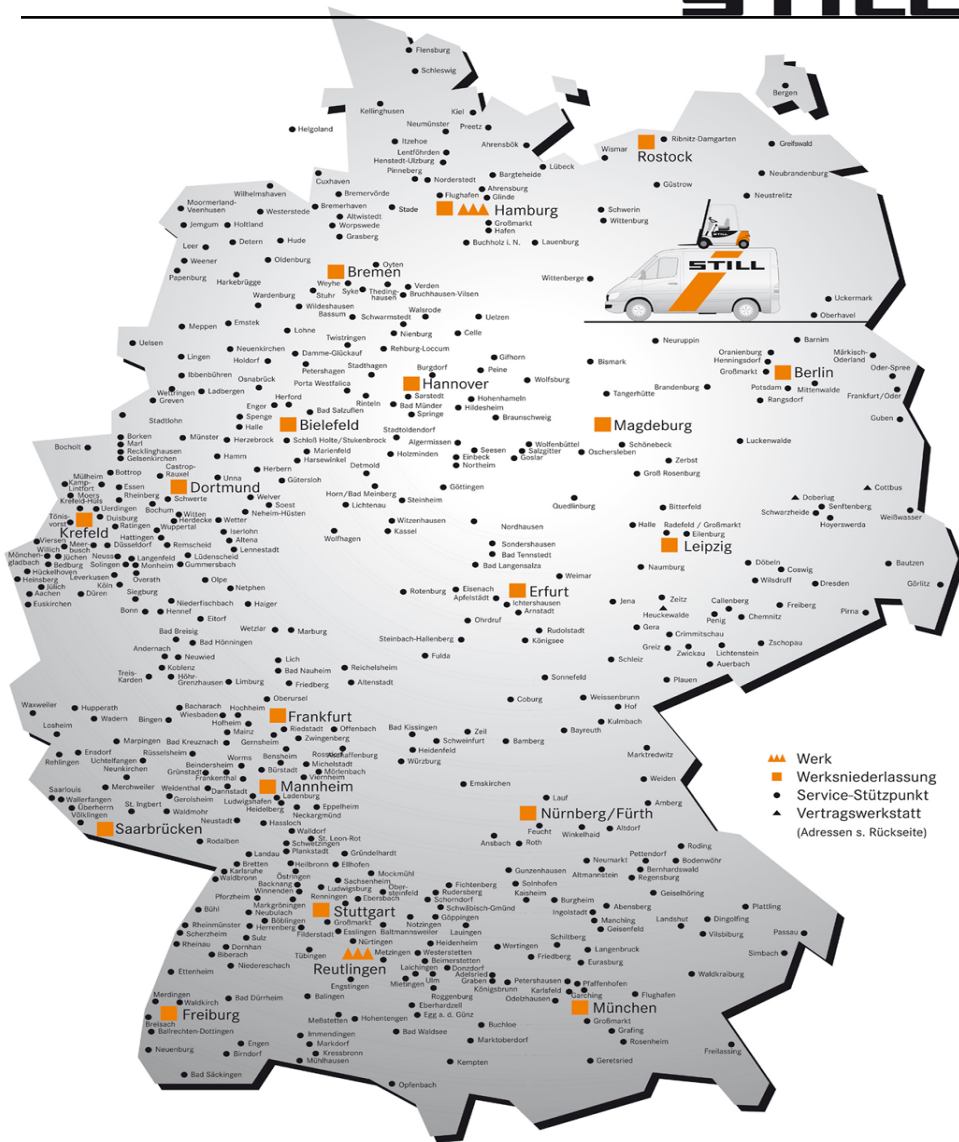 STILL
Flensburg
Schleswig
Bergen
Kellinghusen
Kiel
Helgoland
Neumünster
Preetz
Ribnitz-Damgarten
Greifswald
Itzehoe
Ahrensbök
Wismar
Rostock
Lentföhrden
Henstedt-Ulzburg
Pinneberg
Lübeck
Bargteheide
Neubrandenburg
Cuxhaven
Norderstedt
Güstrow
Wilhelmshaven
Bremervörde
Flughafen
Ahrensburg
Glinde
Neustrelitz
Moormerland-
Veenhusen
Westerstede
Bremerhaven
Stade
Hamburg
Schwerin
Altwistedt
Wittenburg
Jemgum
Holtland
Worpswede
Großmarkt
Hafen
Grasberg
Leer
Detern
Hude
Buchholz i. N.
Lauenburg
Weener
Oldenburg
Oyten
STILL
Papenburg
Harkebrügge
Bremen
Wittenberge
Weyhe
Verden
Stuhr
Syke
Theding-
hausen
Bruchhausen-Vilsen
Wardenburg
Uckermark
Wildeshausen
Bassum
Schwarmstedt
Walsrode
Uelzen
Oberhavel
Meppen
Emstek
Lohne
Nienburg
Celle
Uelsen
Twistringen
Neuruppin
Barnim
Neuenkirchen
Damme-Glückauf
Rehburg-Loccum
Oranienburg
Henningsdorf
Märkisch-
Oderland
Lingen
Holdorf
Petershagen
Stadthagen
Burgdorf
Gifhorn
Bismark
Großmarkt
Berlin
Oder-Spree
Ibbenbühren
Osnabrück
Peine
Porta Westfalica
Hannover
Wolfsburg
Brandenburg
Potsdam
Mittenwalde
Frankfurt/Oder
Wettringen
Ladbergen
Greven
Sarstedt
Tangerhütte
Rangsdorf
Herford
Rinteln
Hohenhameln
Enger
Bad Münder
Hildesheim
Stadtlohn
Spenge
Bad Salzuflen
Springe
Braunschweig
Guben
Halle
Bielefeld
Magdeburg
Borken
Münster
Herzebrock
Stadtoldendorf
Bocholt
Marl
Schloß Holte/Stukenbrock
Algermissen
Wolfenbüttel
Schönebeck
Luckenwalde
Recklinghausen
Gelsenkirchen
Marienfeld
Holzminden
Seesen
Salzgitter
Oschersleben
Hamm
Harsewinkel
Einbeck
Goslar
Zerbst
Castrop-
Rauxel
Herbern
Detmold
Northeim
Groß Rosenburg
Mülheim
Bottrop
Kamp-
Lintfort
Essen
Unna
Gütersloh
Göttingen
Cottbus
Moers
Rheinberg
Dortmund
Horn/Bad Meinberg
Krefeld-Hüls
Schwerte
Welver
Steinheim
Doberlug
Uerdingen
Bochum
Soest
Lichtenau
Quedlinburg
Bitterfeld
Senftenberg
Tönis-
vorst
Duisburg
Witten
Neheim-Hüsten
Schwarzheide
Weißwasser
Krefeld
Ratingen
Herdecke
Wetter
Witzenhausen
Nordhausen
Halle
Radefeld / Großmarkt
Hoyerswerda
Wuppertal
Iserlohn
Kassel
Eilenburg
Viersen
Hattingen
Altena
Wolfhagen
Sondershausen
Leipzig
Willich
Meer-
busch
Düsseldorf
Remscheid
Lennestadt
Bad Tennstedt
Mönchen-
gladbach
Jüchen
Neuss
Langenfeld
Lüdenscheid
Bad Langensalza
Döbeln
Bautzen
Bedburg
Solingen
Monheim
Gummersbach
Naumburg
Coswig
Hückelhoven
Overath
Weimar
Wilsdruff
Heinsberg
Leverkusen
Olpe
Dresden
Görlitz
Jülich
Köln
Siegburg
Netphen
Rotenburg
Eisenach
Erfurt
Aachen
Düren
Apfelstädt
Jena
Zeitz
Callenberg
Freiberg
Euskirchen
Niederfischbach
Ichtershausen
Heuckewalde
Bonn
Hennef
Haiger
Arnstadt
Penig
Chemnitz
Pirna
Eitorf
Ohrdruf
Gera
Crimmitschau
Bad Breisig
Wetzlar
Marburg
Rudolstadt
Bad Hönningen
Steinbach-Hallenberg
Königsee
Greiz
Zwickau
Lichtenstein
Zschopau
Andernach
Neuwied
Lich
Fulda
Schleiz
Auerbach
Koblenz
Bad Nauheim
Reichelsheim
Treis-
Karden
Höhr-
Grenzhausen
Limburg
Friedberg
Altenstadt
Sonnefeld
Plauen
Oberursel
Coburg
Weissenbrunn
Waxweiler
Hupperath
Bacharach
Hochheim
Hof
Wadern
Bingen
Wiesbaden
Frankfurt
Kulmbach
Losheim
Hofheim
Riedstadt
Offenbach
Bad Kissingen
Zeil
Bayreuth
Mainz
Zwingenberg
Schweinfurt
Bamberg
Marpingen
Bad Kreuznach
Gernsheim
Heidenfeld
Marktredwitz
Ensdorf
Rüsselsheim
Bensheim
Aschaffenburg
Rehlingen
Uchtelfangen
Worms
Michelstadt
Würzburg
Beindersheim
Neunkirchen
Grünstadt
Bürstadt
Mörlenbach
Werk
Frankenthal
Viernheim
Weiden
Werksniederlassung
Saarlouis
Merchweiler
Weidenthal
Dannstadt
Mannheim
Emskirchen
Service-Stützpunkt
Wallerfangen
Gerolsheim
Ladenburg
Lauf
Amberg
Vertragswerkstatt
Überherrn
St. Ingbert
Ludwigshafen
Heidelberg
Eppelheim
(Adressen s. Rückseite)
Völklingen
Waldmohr
Neckargmünd
Nürnberg/Fürth
Neustadt
Hassloch
Saarbrücken
Walldorf
Feucht
Altdorf
St. Leon-Rot
Winkelhaid
Rodalben
Schwetzingen
Ansbach
Roth
Plankstadt
Roding
Landau
Gründelhardt
Pettendorf
Bretten
Heilbronn
Ellhofen
Neumarkt
Bodenwöhr
Karlsruhe
Östringen
Mockmühl
Gunzenhausen
Bernhardswald
Waldbronn
Sachsenheim
Altmannstein
Regensburg
Backnang
Ludwigsburg
Ober-
steinfeld
Fichtenberg
Solnhofen
Winnenden
Rudersberg
Kaisheim
Geiselhöring
Pforzheim
Renningen
Ebersbach
Schorndorf
Burgheim
Markgröningen
Schwäbisch-Gmünd
Abensberg
Plattling
Bühl
Neubulach
Stuttgart
Göppingen
Ingolstadt
Böblingen
Großmarkt
Notzingen
Manching
Landshut
Dingolfing
Rheinmünster
Herrenberg
Esslingen
Baltmannsweiler
Lauingen
Geisenfeld
Scherzheim
Filderstadt
Schiltberg
Vilsbiburg
Passau
Sulz
Nürtingen
Heidenheim
Rheinau
Dornhan
Tübingen
Metzingen
Westerstetten
Wertingen
Langenbruck
Biberach
Beimerstetten
Friedberg
Simbach
Niedereschach
Reutlingen
Laichingen
Donzdorf
Eurasburg
Ettenheim
Adelsried
Waldkraiburg
Engstingen
Mietingen
Ulm
Graben
Petershausen
Pfaffenhofen
Königsbrunn
Karlsfeld
Merdingen
Roggenburg
Garching
Flughafen
Waldkirch
Bad Dürrheim
Balingen
Odelzhausen
Eberhardzell
München
Freiburg
Meßstetten
Hohentengen
Egg a. d. Günz
Breisach
Buchloe
Großmarkt
Ballrechten-Dottingen
Immendingen
Bad Waldsee
Grafing
Engen
Markdorf
Marktoberdorf
Rosenheim
Freilassing
Neuenburg
Birndorf
Kressbronn
Mühlhausen
Kempten
Geretsried
Bad Säckingen
Opfenbach